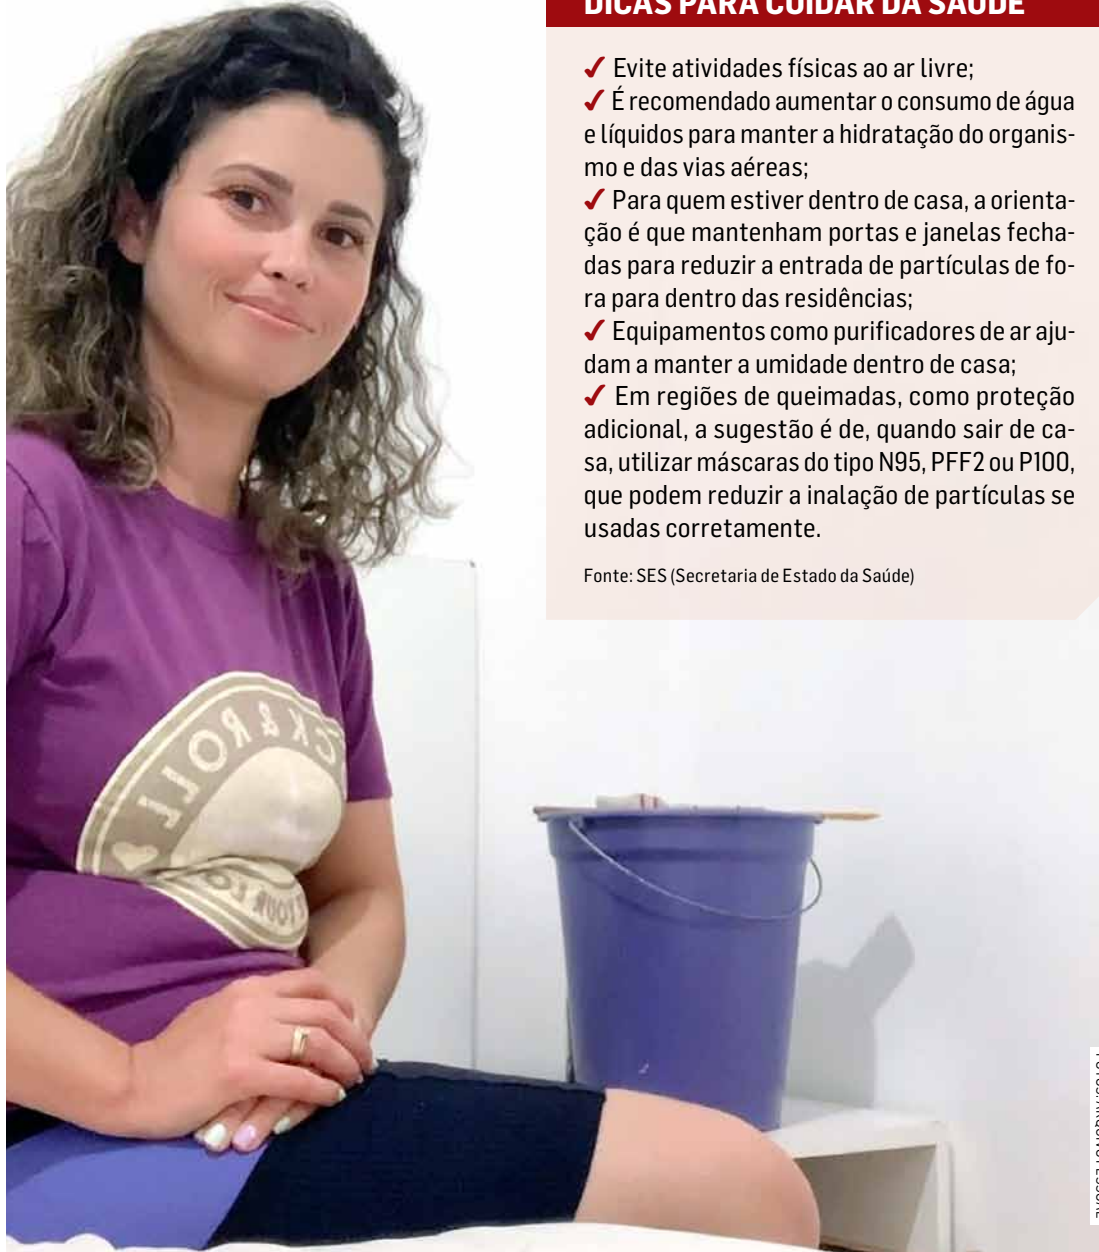 DICAS PARA CUIDAR DA SAÚDE
✓ Evite atividades físicas ao ar livre;
✓ É recomendado aumentar o consumo de água
e líquidos para manter a hidratação do organis-
mo e das vias aéreas;
✓ Para quem estiver dentro de casa, a orienta-
ção é que mantenham portas e janelas fecha-
das para reduzir a entrada de partículas de fo-
ra para dentro das residências;
✓ Equipamentos como purificadores de ar aju-
dam a manter a umidade dentro de casa;
✓ Em regiões de queimadas, como proteção
adicional, a sugestão é de, quando sair de ca-
sa, utilizar máscaras do tipo N95, PFF2 ou P100,
que podem reduzir a inalação de partículas se
usadas corretamente.
Fonte: SES (Secretaria de Estado da Saúde)
CK & ROLL
YOUR